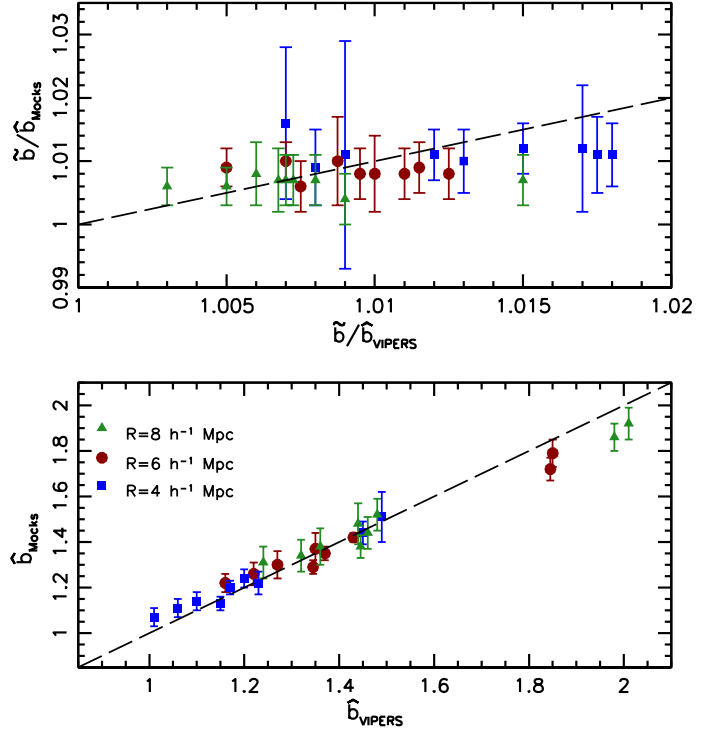 1.03
1.02
1.01
1
0.99
b̃/b̂Mocks
1 1.005 1.01 1.015 1.02
b̃/b̂VIPERS
2
1.8
1.6
1.4
1.2
1
b̂Mocks
R=8 h⁻¹ Mpc
R=6 h⁻¹ Mpc
R=4 h⁻¹ Mpc
1 1.2 1.4 1.6 1.8 2
b̂VIPERS